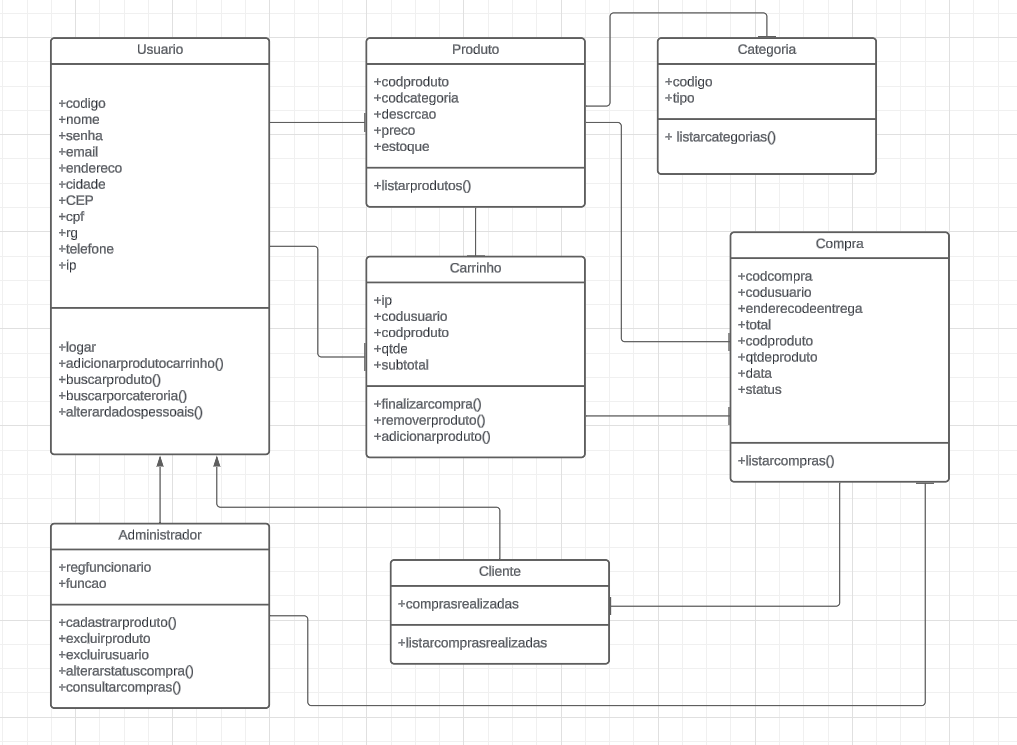 Usuario
+codigo
+nome
+senha
+email
+endereco
+cidade
+CEP
+cpf
+rg
+telefone
+ip
+logar
+adicionarprodutocarrinho()
+buscarproduto()
+buscarporcateroria()
+alterardadospessoais()
Produto
+codproduto
+codcategoria
+descrcao
+preco
+estoque
+listarprodutos()
Categoria
+codigo
+tipo
+ listarcategorias()
Carrinho
+ip
+codusuario
+codproduto
+qtde
+subtotal
+finalizarcompra()
+removerproduto()
+adicionarproduto()
Compra
+codcompra
+codusuario
+enderecodeentrega
+total
+codproduto
+qtdeproduto
+data
+status
+listarcompras()
Administrador
+regfuncionario
+funcao
+cadastrarproduto()
+excluirproduto
+excluirusuario
+alterarstatuscompra()
+consultarcompras()
Cliente
+comprasrealizadas
+listarcomprasrealizadas